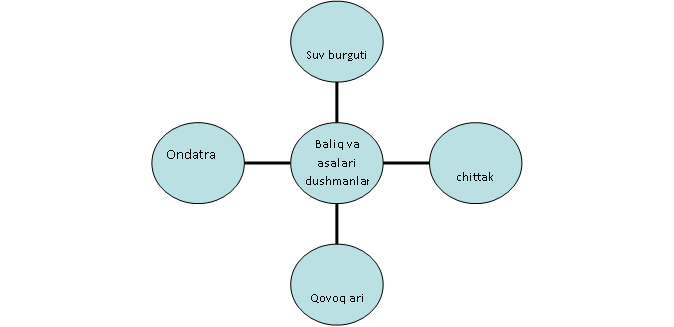 Suv burguti
Ondatra
Baliq va
asalari
dushmanlar
chittak
Qovoq ari